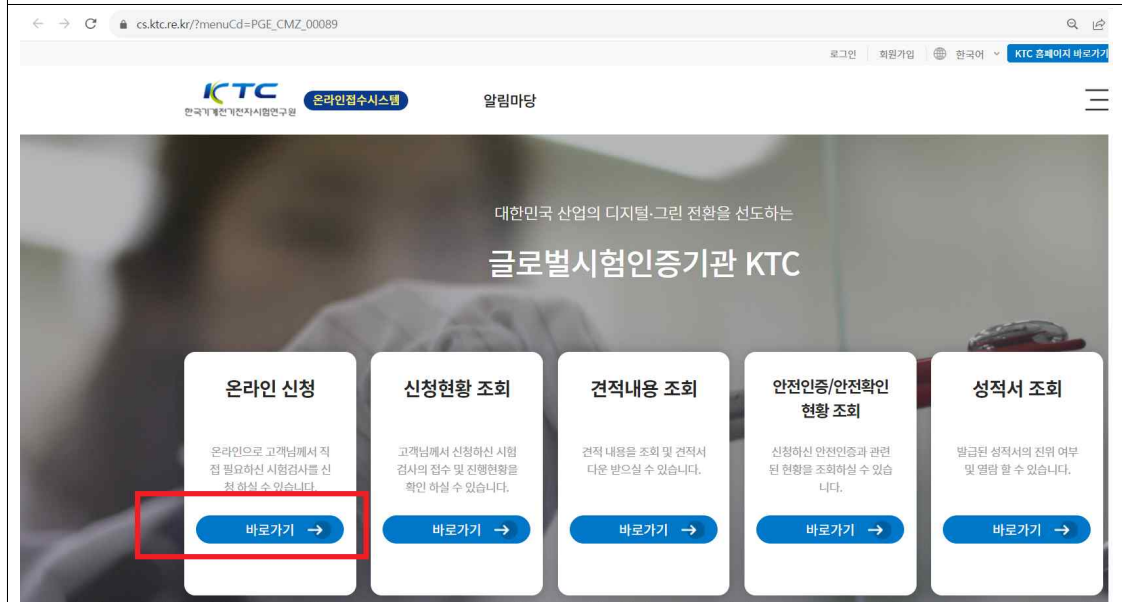 cs.ktc.re.kr/?menuCd=PGE_CMZ_00089
로그인 회원가입 한국어 KTC 홈페이지 바로가기
KTC
한국기계전기전자시험연구원
온라인접수시스템
알림마당
대한민국 산업의 디지털·그린 전환을 선도하는
글로벌시험인증기관 KTC
온라인 신청
온라인으로 고객님께서 직
접 필요하신 시험검사를 신
청 하실 수 있습니다.
바로가기
신청현황 조회
고객님께서 신청하신 시험
검사의 접수 및 진행현황을
확인 하실 수 있습니다.
바로가기
견적내용 조회
견적 내용을 조회 및 견적서
다운 받으실 수 있습니다.
바로가기
안전인증/안전확인
현황 조회
신청하신 안전인증과 관련
된 현황을 조회하실 수 있습
니다.
바로가기
성적서 조회
발급된 성적서의 진위 여부
및 열람 할 수 있습니다.
바로가기